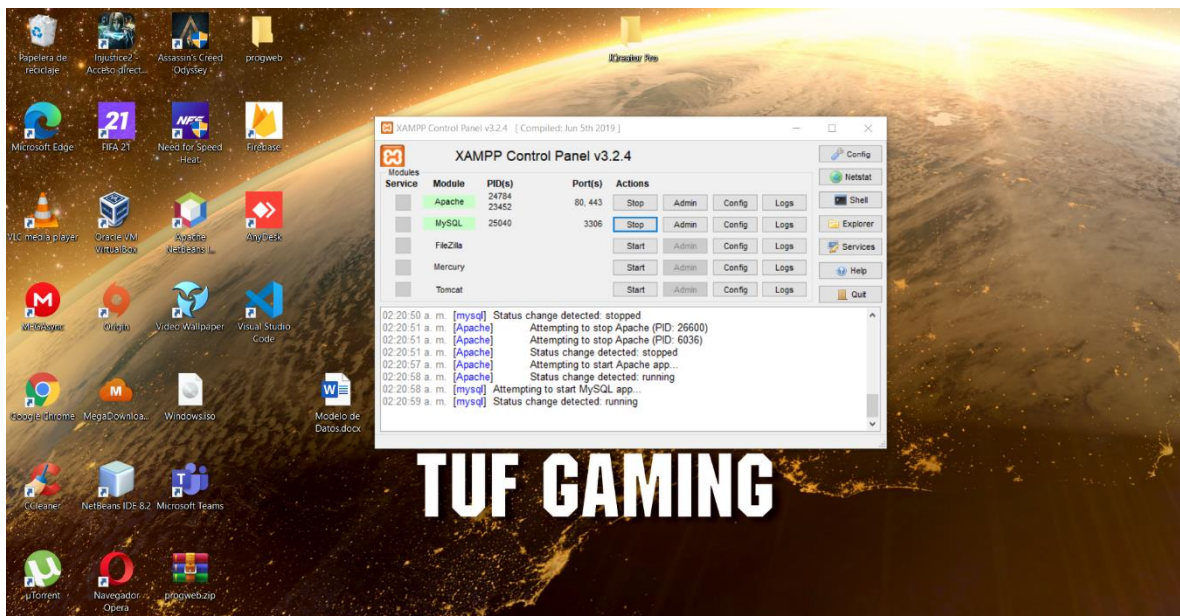 Papelera de
reciclaje
Injustice2 -
Acceso direct...
Assassin's Creed
Odyssey
progweb
JCreator Pro
Microsoft Edge
21
FIFA 21
NFS
Need for Speed
Heat
Firebase
VLC media player
Oracle VM
VirtualBox
Apache
NetBeans I...
AnyDesk
M
MEGAsync
Origin
Video Wallpaper
Visual Studio
Code
Google Chrome
M
MegaDownloa...
Windows.iso
W
Modelo de
Datos.docx
CCleaner
NetBeans IDE 8.2
T
Microsoft Teams
µTorrent
Navegador
Opera
progweb.zip
XAMPP Control Panel v3.2.4 [ Compiled: Jun 5th 2019 ]
XAMPP Control Panel v3.2.4
Config
Modules
Service Module PID(s) Port(s) Actions
Netstat
Apache 24784
23452 80, 443 Stop Admin Config Logs
Shell
MySQL 25040 3306 Stop Admin Config Logs
Explorer
FileZilla Start Admin Config Logs
Services
Mercury Start Admin Config Logs
Help
Tomcat Start Admin Config Logs
Quit
02:20:50 a. m. [mysql] Status change detected: stopped
02:20:51 a. m. [Apache] Attempting to stop Apache (PID: 26600)
02:20:51 a. m. [Apache] Attempting to stop Apache (PID: 6036)
02:20:51 a. m. [Apache] Status change detected: stopped
02:20:57 a. m. [Apache] Attempting to start Apache app...
02:20:58 a. m. [Apache] Status change detected: running
02:20:58 a. m. [mysql] Attempting to start MySQL app...
02:20:59 a. m. [mysql] Status change detected: running
TUF GAMING